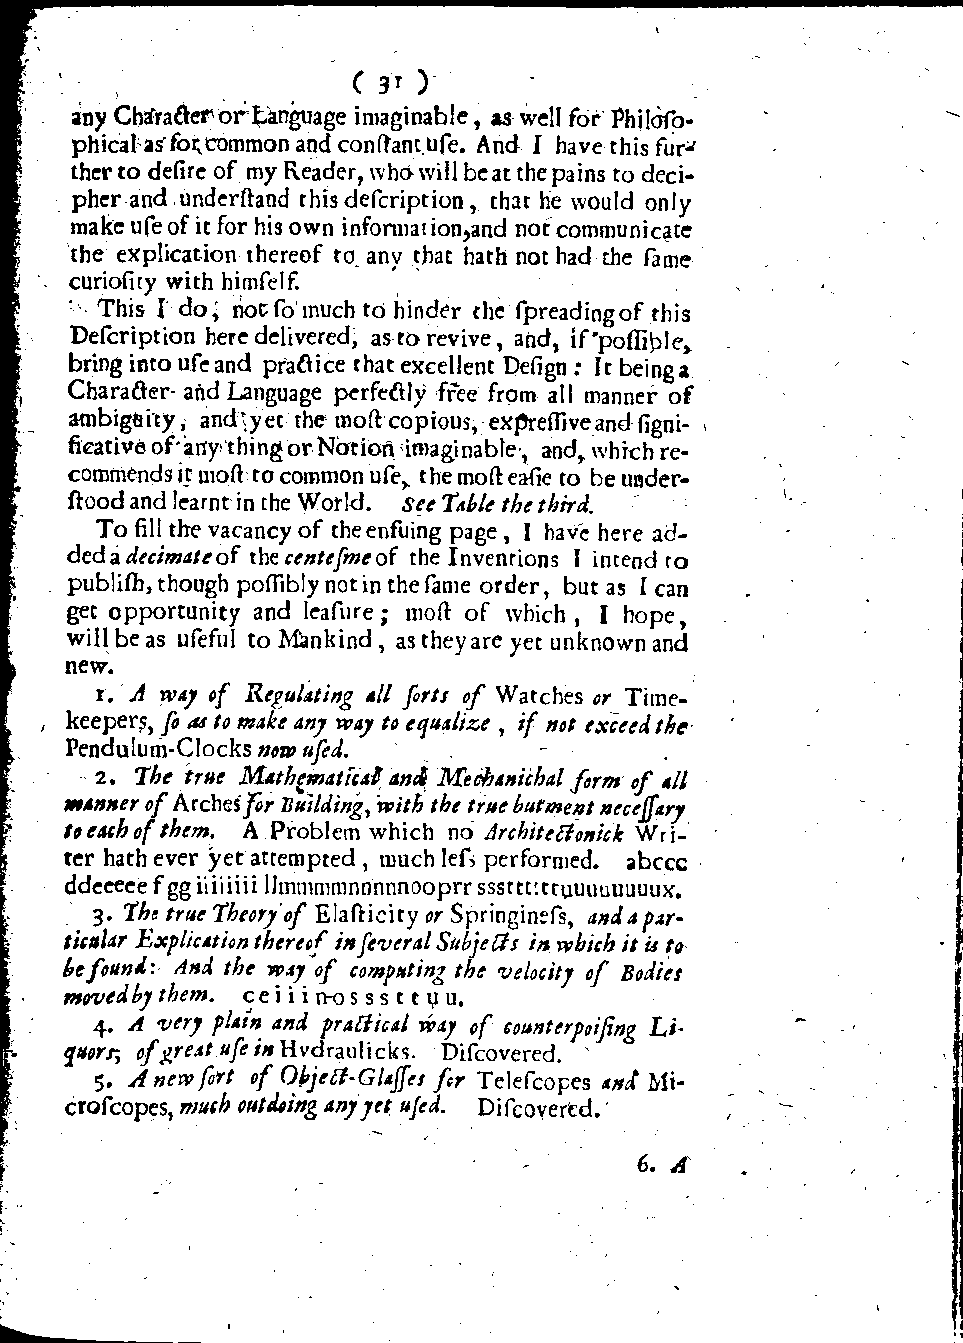 ( 31 )
any Character or Language imaginable, as well for Philoſo-
phical as for common and conſtant uſe. And I have this fur-
ther to deſire of my Reader, who will be at the pains to deci-
pher and underſtand this deſcription, that he would only
make uſe of it for his own information, and not communicate
the explication thereof to any that hath not had the ſame
curioſity with himſelf.
This I do, not ſo much to hinder the ſpreading of this
Deſcription here delivered, as to revive, and, if poſſible,
bring into uſe and practice that excellent Deſign: It being a
Character and Language perfectly free from all manner of
ambiguity, and yet the moſt copious, expreſſive and ſigni-
ficative of any thing or Notion imaginable, and, which re-
commends it moſt to common uſe, the moſt eaſie to be under-
ſtood and learnt in the World. See Table the third.
To fill the vacancy of the enſuing page, I have here ad-
ded a decimate of the centeſme of the Inventions I intend to
publiſh, though poſſibly not in the ſame order, but as I can
get opportunity and leaſure; moſt of which, I hope,
will be as uſeful to Mankind, as they are yet unknown and
new.
1. A way of Regulating all ſorts of Watches or Time-
keepers, ſo as to make any way to equalize, if not exceed the
Pendulum-Clocks now uſed.
2. The true Mathematical and Mechanichal form of all
manner of Arches for Building, with the true butment neceſſary
to each of them. A Problem which no Architectonick Wri-
ter hath ever yet attempted, much leſs performed. abccc
ddeeeee f gg iiiiiiii llmmmmnnnnnooprr sssttttttuuuuuuuux.
3. The true Theory of Elaſticity or Springineſs, and a par-
ticular Explication thereof in ſeveral Subjects in which it is to
be found: And the way of computing the velocity of Bodies
moved by them. c e i i i n o s s s t t u u.
4. A very plain and practical way of counterpoiſing Li-
quors, of great uſe in Hydraulicks. Diſcovered.
5. A new ſort of Object-Glaſſes for Teleſcopes and Mi-
croſcopes, much outdoing any yet uſed. Diſcovered.
6. A